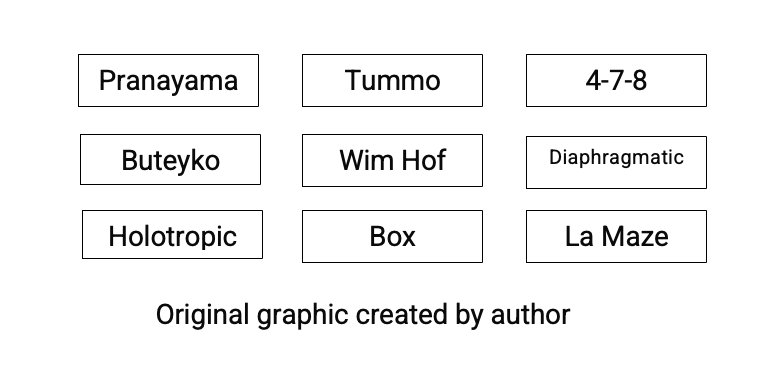 Pranayama
Tummo
4-7-8
Buteyko
Wim Hof
Diaphragmatic
Holotropic
Box
La Maze
Original graphic created by author